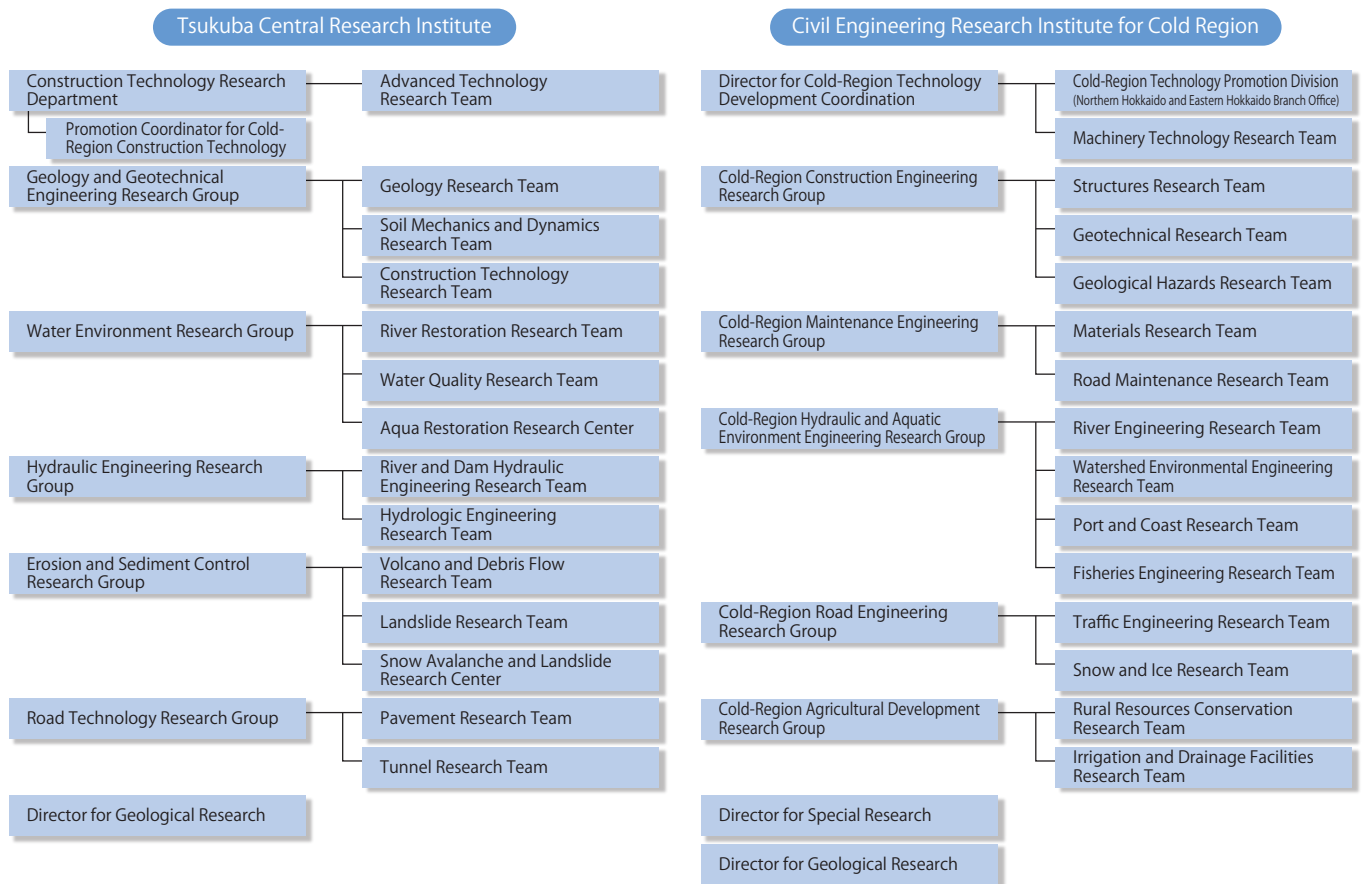 Tsukuba Central Research Institute
Construction Technology Research
Department
Advanced Technology
Research Team
Promotion Coordinator for Cold-
Region Construction Technology
Geology and Geotechnical
Engineering Research Group
Geology Research Team
Soil Mechanics and Dynamics
Research Team
Construction Technology
Research Team
Water Environment Research Group
River Restoration Research Team
Water Quality Research Team
Aqua Restoration Research Center
Hydraulic Engineering Research
Group
River and Dam Hydraulic
Engineering Research Team
Hydrologic Engineering
Research Team
Erosion and Sediment Control
Research Group
Volcano and Debris Flow
Research Team
Landslide Research Team
Snow Avalanche and Landslide
Research Center
Road Technology Research Group
Pavement Research Team
Tunnel Research Team
Director for Geological Research
Civil Engineering Research Institute for Cold Region
Director for Cold-Region Technology
Development Coordination
Cold-Region Technology Promotion Division
(Northern Hokkaido and Eastern Hokkaido Branch Office)
Machinery Technology Research Team
Cold-Region Construction Engineering
Research Group
Structures Research Team
Geotechnical Research Team
Geological Hazards Research Team
Cold-Region Maintenance Engineering
Research Group
Materials Research Team
Road Maintenance Research Team
Cold-Region Hydraulic and Aquatic
Environment Engineering Research Group
River Engineering Research Team
Watershed Environmental Engineering
Research Team
Port and Coast Research Team
Fisheries Engineering Research Team
Cold-Region Road Engineering
Research Group
Traffic Engineering Research Team
Snow and Ice Research Team
Cold-Region Agricultural Development
Research Group
Rural Resources Conservation
Research Team
Irrigation and Drainage Facilities
Research Team
Director for Special Research
Director for Geological Research